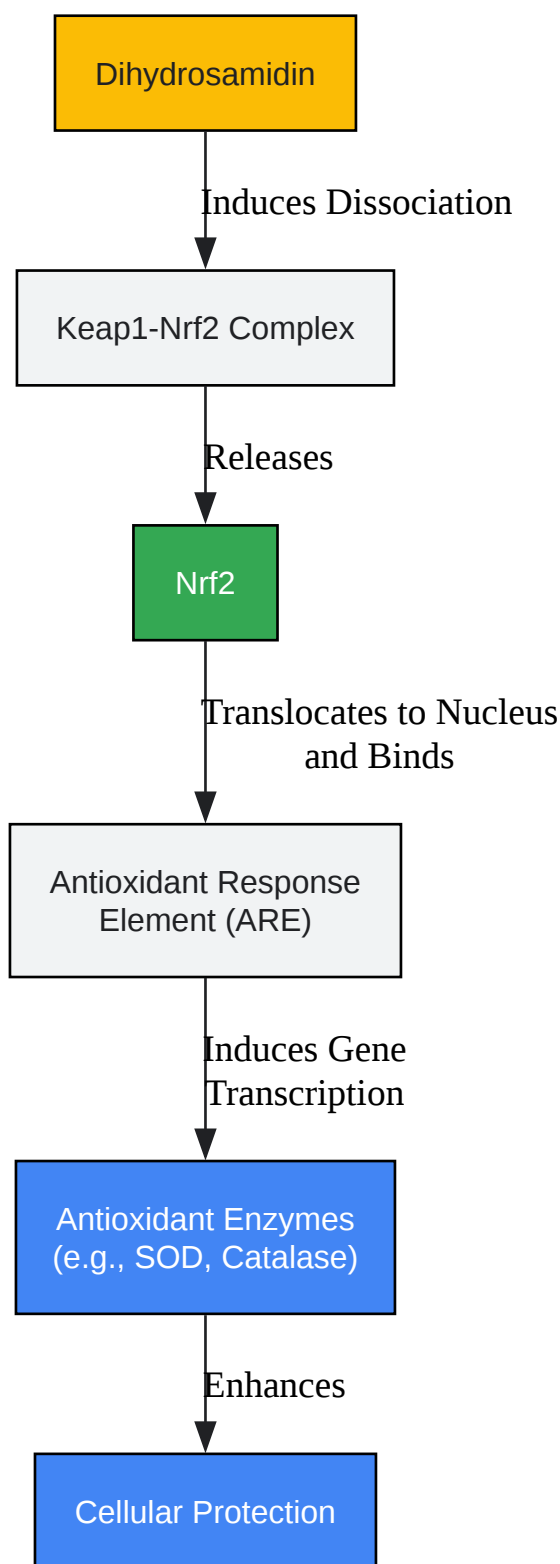 Dihydrosamidin
Induces Dissociation
Keap1-Nrf2 Complex
Releases
Nrf2
Translocates to Nucleus
and Binds
Antioxidant Response
Element (ARE)
Induces Gene
Transcription
Antioxidant Enzymes
(e.g., SOD, Catalase)
Enhances
Cellular Protection